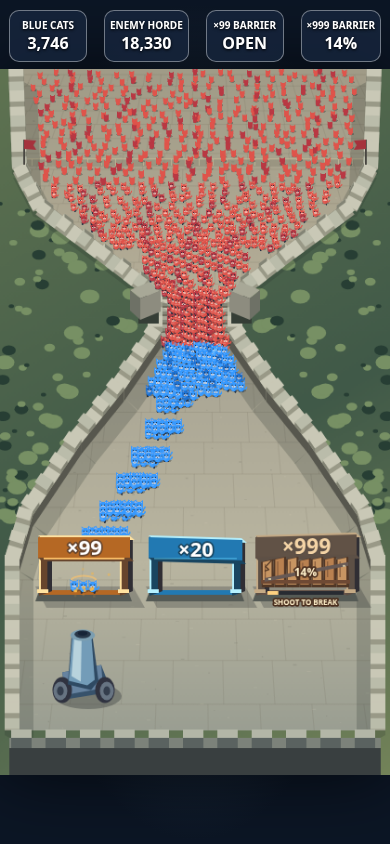 BLUE CATS
3,746
ENEMY HORDE
18,330
×99 BARRIER
OPEN
×999 BARRIER
14%
×99
×20
×999
14%
SHOOT TO BREAK